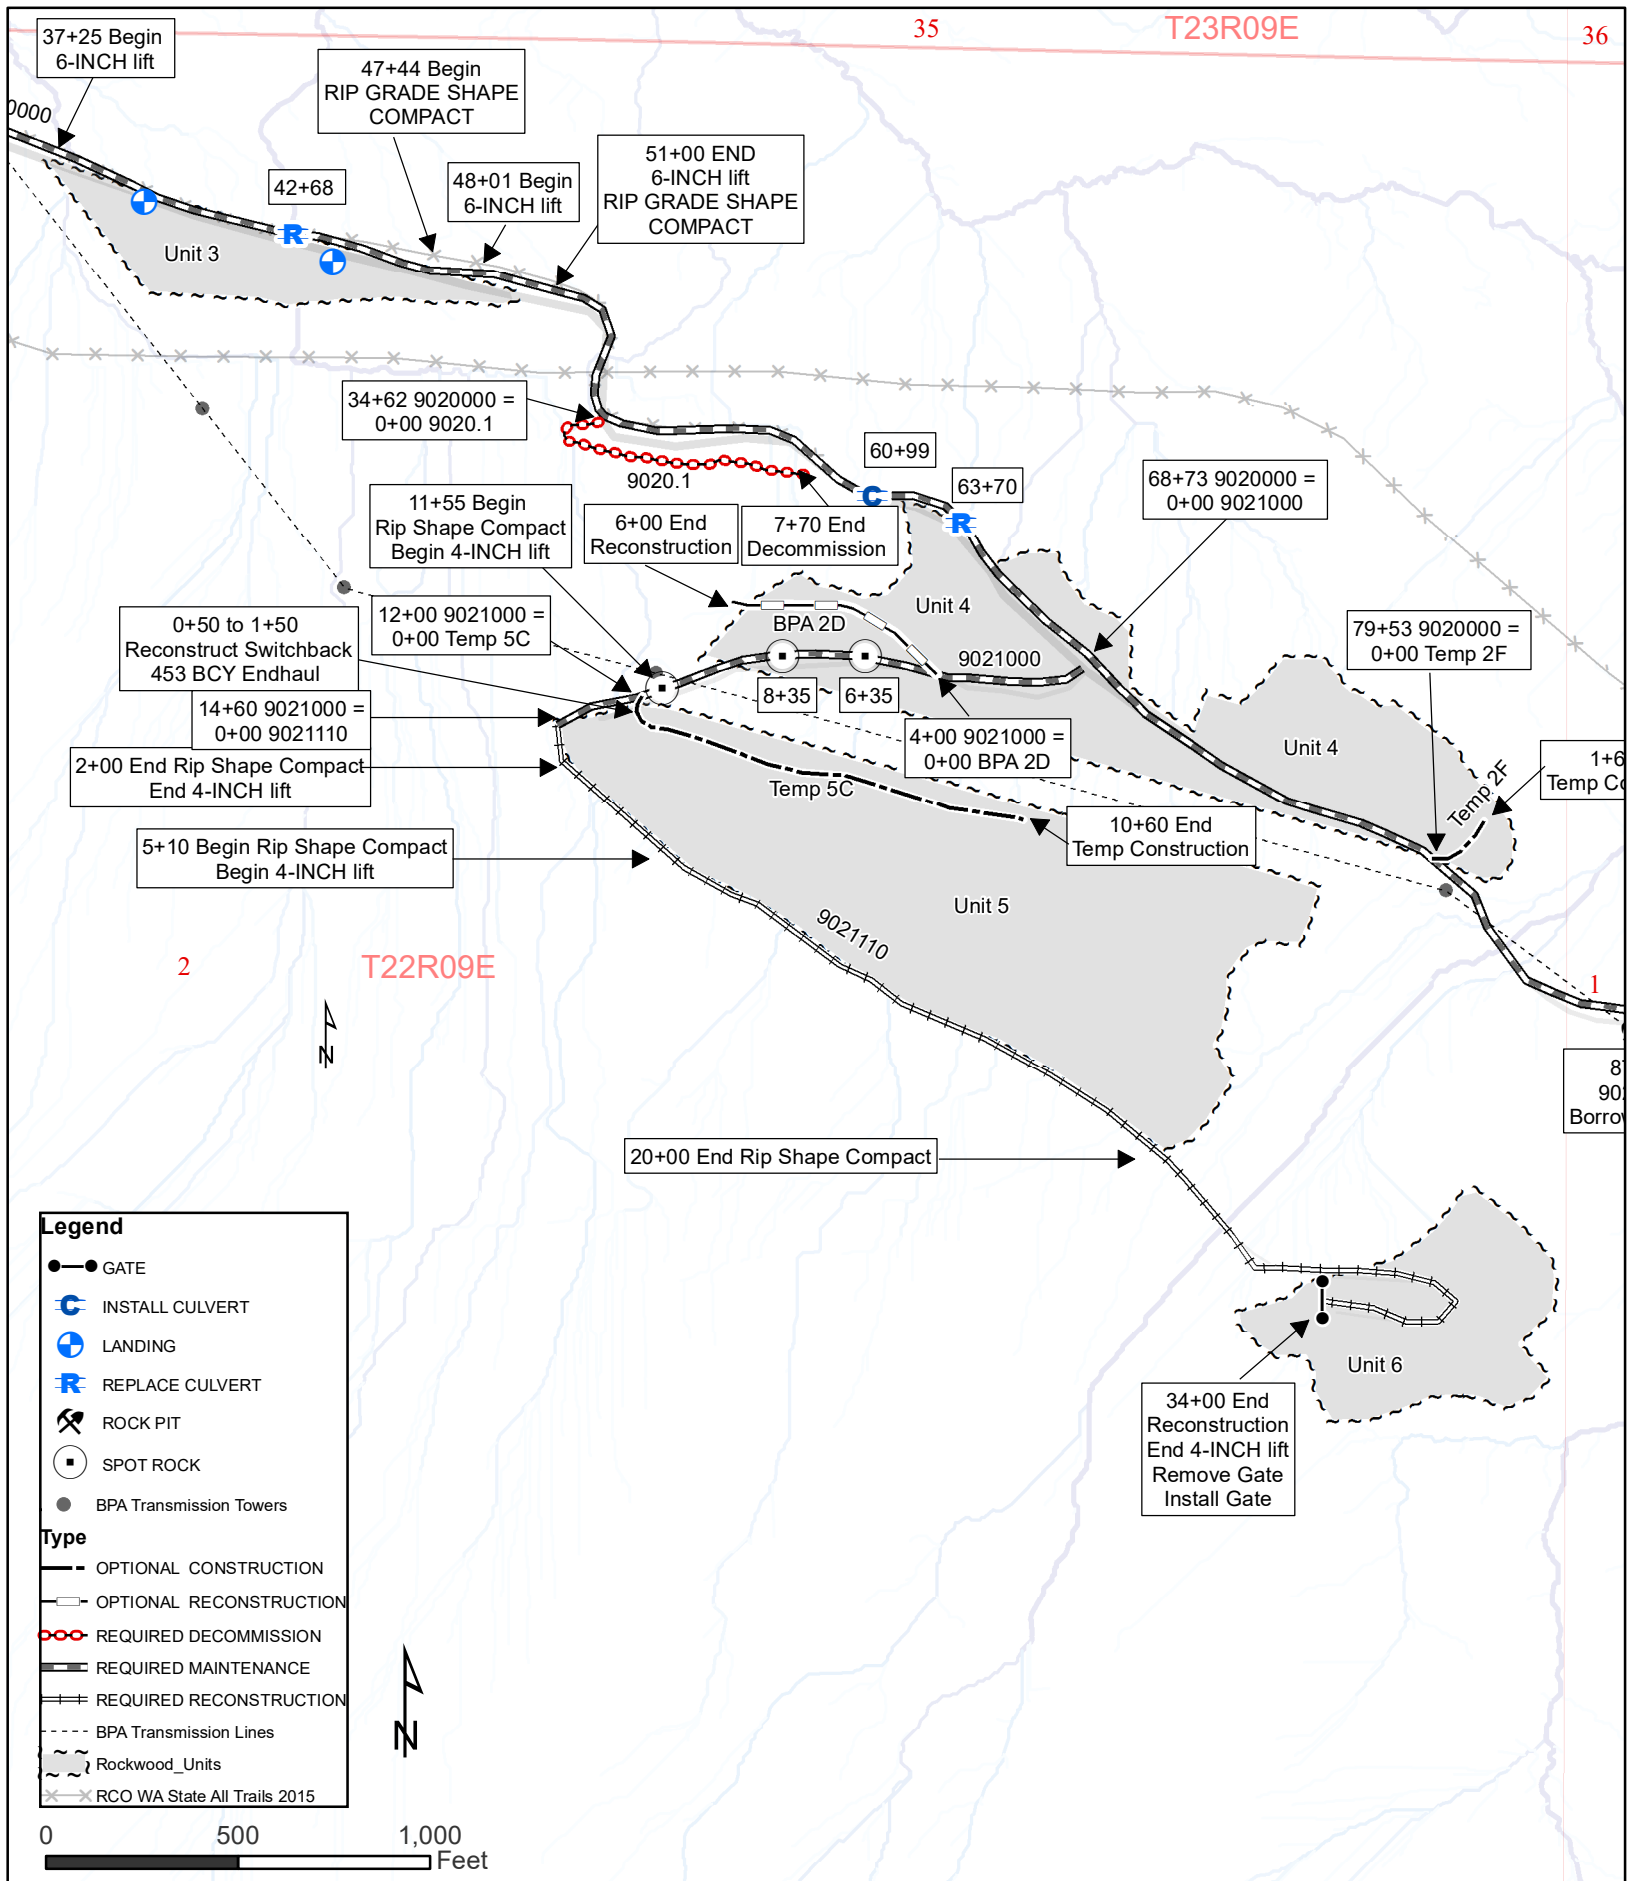 35
T23R09E
36
37+25 Begin
6-INCH lift
47+44 Begin
RIP GRADE SHAPE
COMPACT
0000
51+00 END
6-INCH lift
RIP GRADE SHAPE
COMPACT
48+01 Begin
6-INCH lift
42+68
R
Unit 3
34+62 9020000 =
0+00 9020.1
60+99
9020.1
C
63+70
R
68+73 9020000 =
0+00 9021000
11+55 Begin
Rip Shape Compact
Begin 4-INCH lift
6+00 End
Reconstruction
7+70 End
Decommission
Unit 4
BPA 2D
12+00 9021000 =
0+00 Temp 5C
0+50 to 1+50
Reconstruct Switchback
453 BCY Endhaul
79+53 9020000 =
0+00 Temp 2F
9021000
8+35
6+35
14+60 9021000 =
0+00 9021110
4+00 9021000 =
0+00 BPA 2D
Unit 4
2+00 End Rip Shape Compact
End 4-INCH lift
1+6
Temp Co
Temp 2F
Temp 5C
10+60 End
Temp Construction
5+10 Begin Rip Shape Compact
Begin 4-INCH lift
Unit 5
9021110
2
T22R09E
1
N
8
902
Borrow
20+00 End Rip Shape Compact
Unit 6
34+00 End
Reconstruction
End 4-INCH lift
Remove Gate
Install Gate
Legend
GATE
C INSTALL CULVERT
LANDING
R REPLACE CULVERT
ROCK PIT
SPOT ROCK
BPA Transmission Towers
Type
OPTIONAL CONSTRUCTION
OPTIONAL RECONSTRUCTION
REQUIRED DECOMMISSION
REQUIRED MAINTENANCE
REQUIRED RECONSTRUCTION
BPA Transmission Lines
Rockwood_Units
RCO WA State All Trails 2015
N
0 500 1,000
Feet